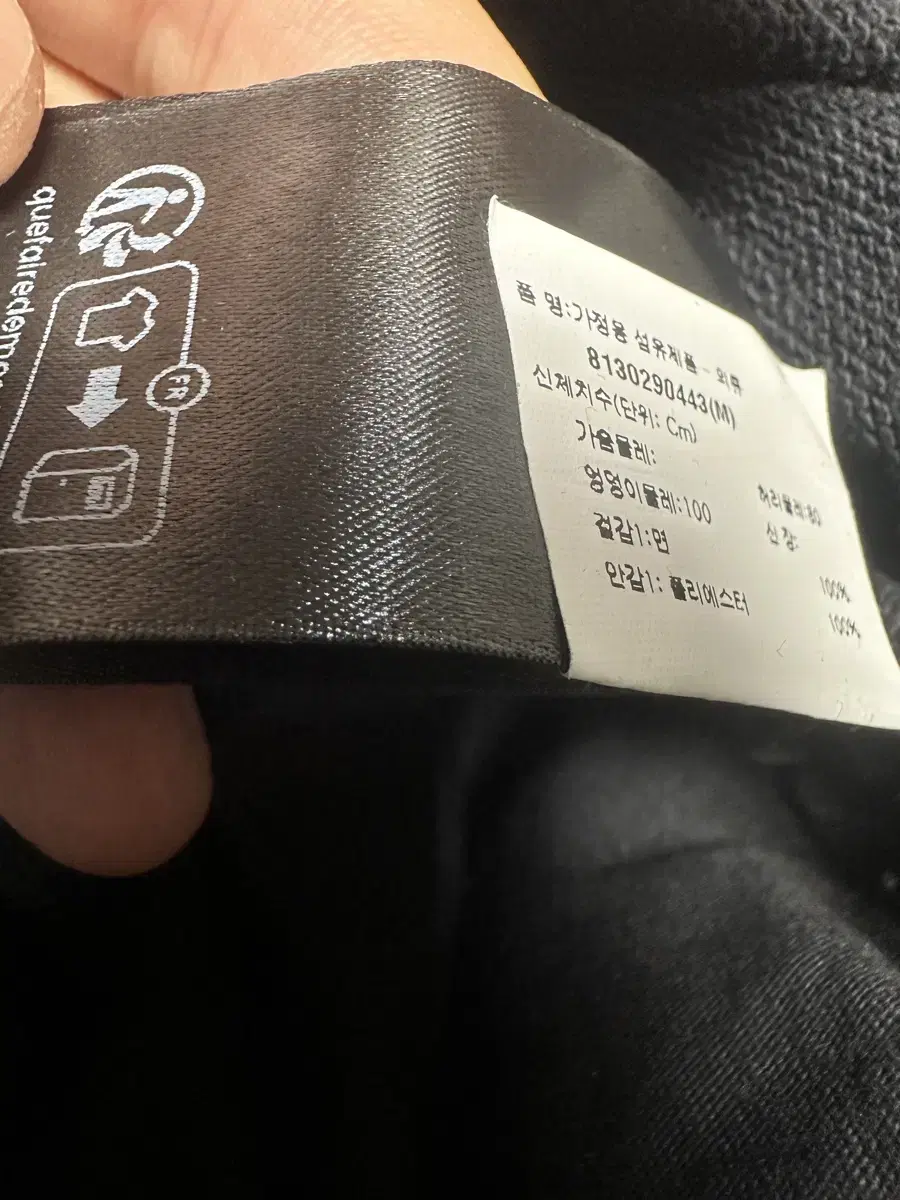 quefairedemes
FR
품 명:가정용 섬유제품 - 외류
8130290443(M)
신체치수(단위: Cm)
가슴둘레: 허리둘레:80
엉덩이둘레:100 신장:
겉감1:면 100%
안감1: 폴리에스터 100%